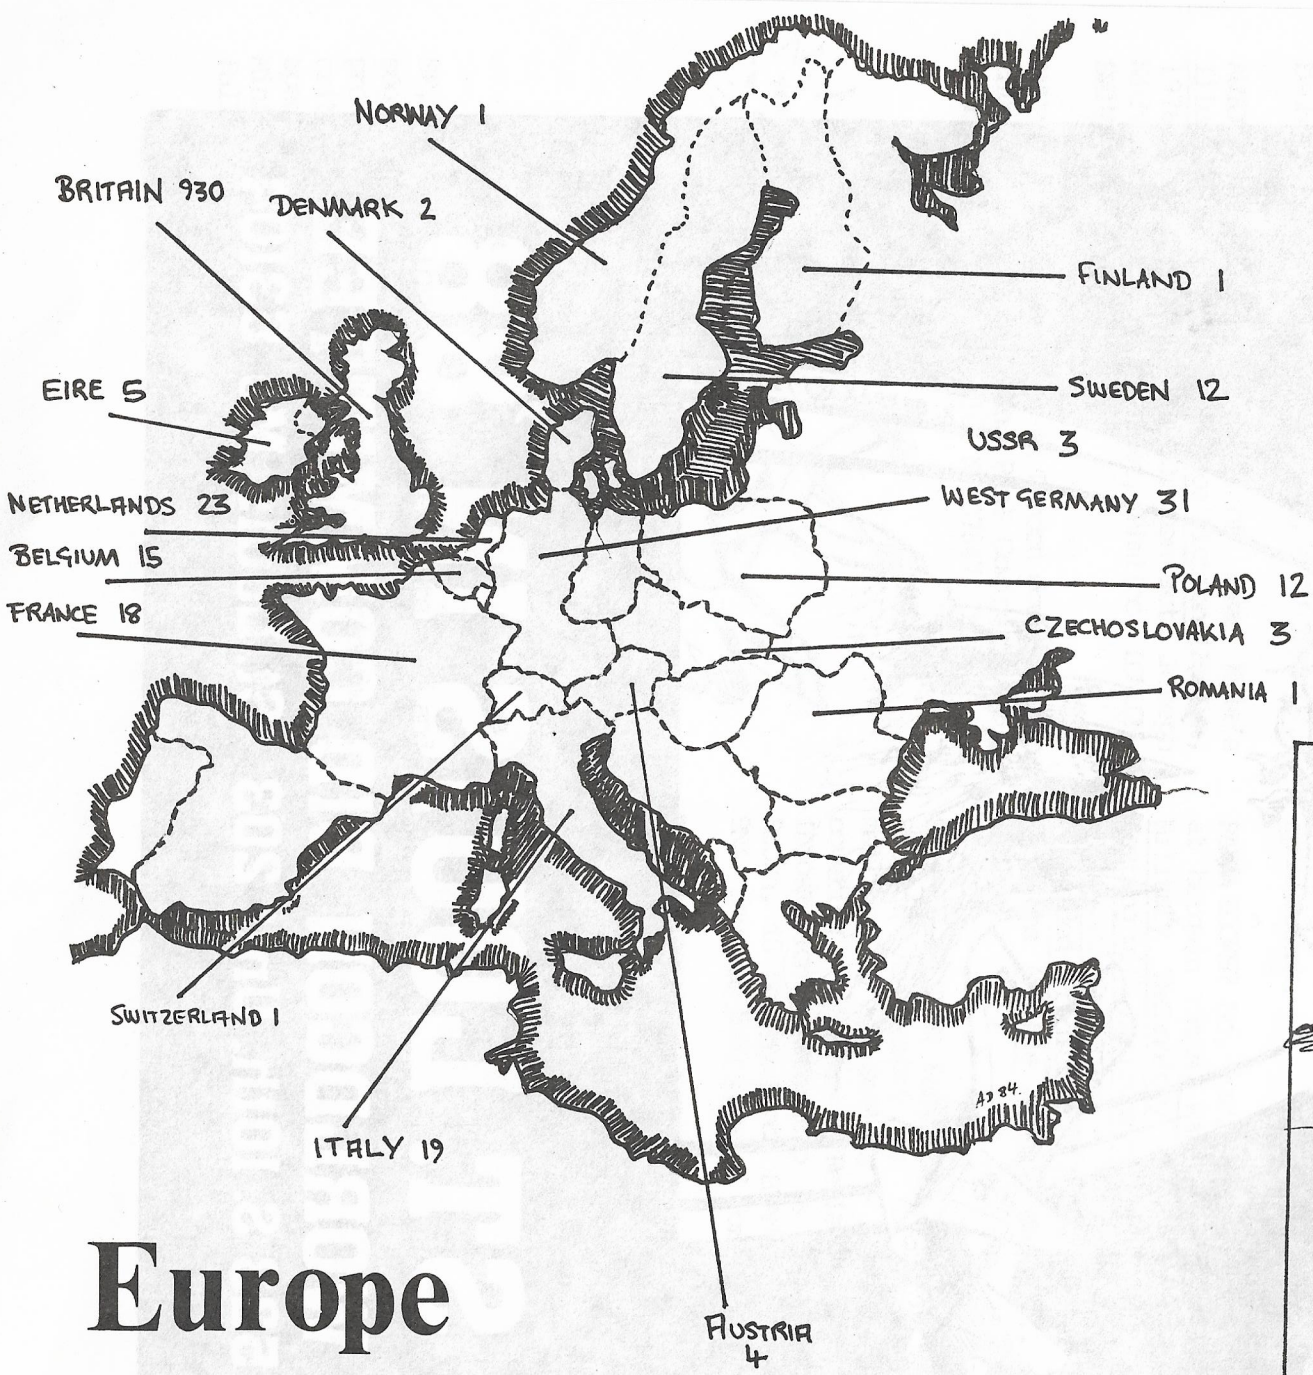 NORWAY 1
BRITAIN 930
DENMARK 2
FINLAND 1
EIRE 5
SWEDEN 12
USSR 3
NETHERLANDS 23
WEST GERMANY 31
BELGIUM 15
POLAND 12
FRANCE 18
CZECHOSLOVAKIA 3
ROMANIA 1
SWITZERLAND 1
AD 84.
ITALY 19
Europe
AUSTRIA
4